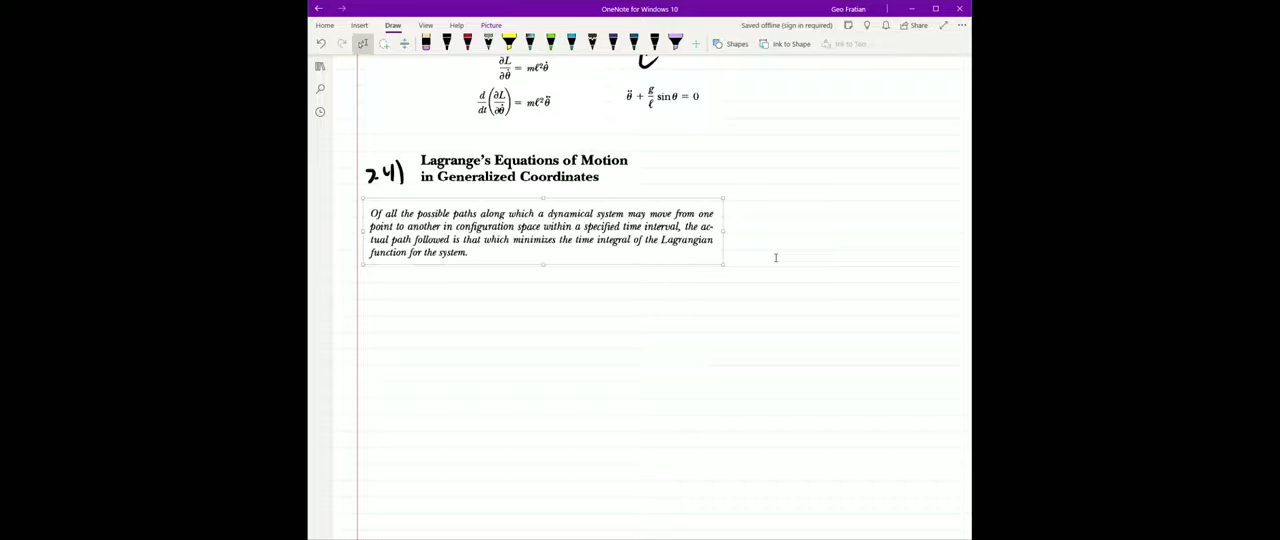 OneNote for Windows 10
Geo Fratian
Home Insert Draw View Help Picture
Saved offline (sign in required)
Share
Shapes Ink to Shape Ink to Text
∂L/∂θ̇ = mℓ²θ̇
d/dt (∂L/∂θ̇) = mℓ²θ̈
θ̈ + g/ℓ sin θ = 0
2.4)
Lagrange's Equations of Motion
in Generalized Coordinates
Of all the possible paths along which a dynamical system may move from one
point to another in configuration space within a specified time interval, the ac-
tual path followed is that which minimizes the time integral of the Lagrangian
function for the system.